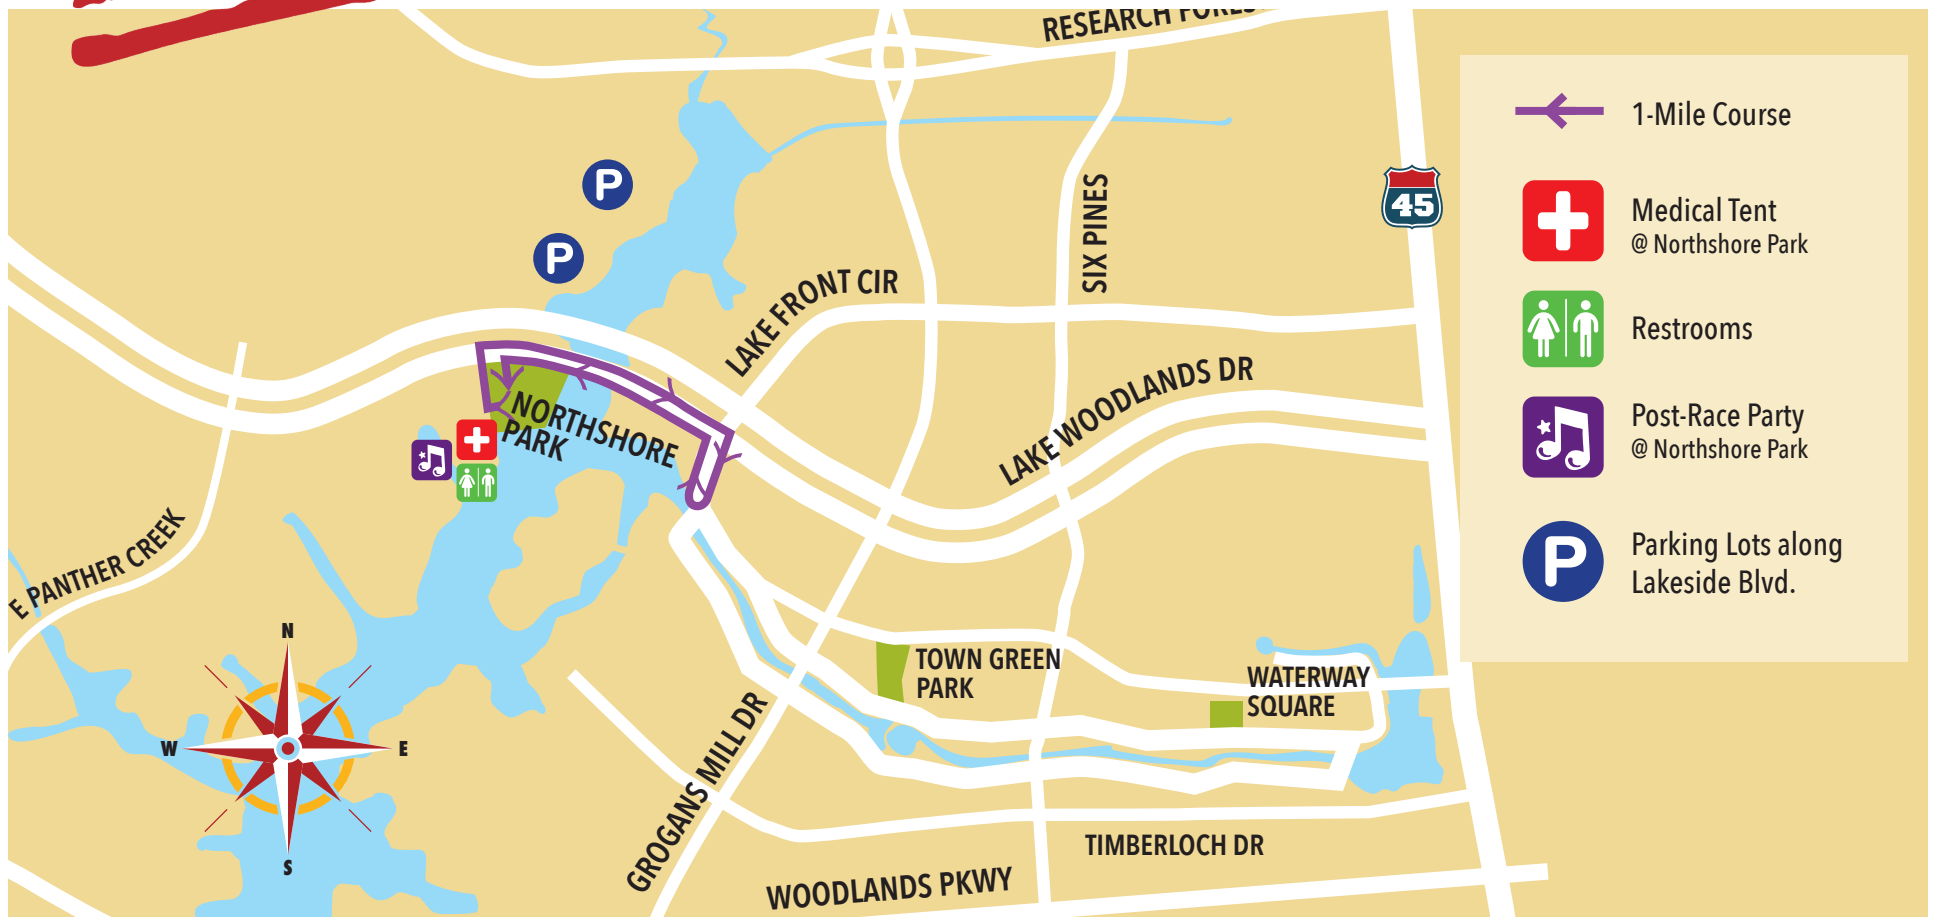 RESEARCH FOREST
45
SIX PINES
LAKE FRONT CIR
LAKE WOODLANDS DR
NORTHSHORE
PARK
E PANTHER CREEK
TOWN GREEN
PARK
WATERWAY
SQUARE
GROGANS MILL DR
TIMBERLOCH DR
WOODLANDS PKWY
N
W
E
S
P
P
1-Mile Course
Medical Tent
@ Northshore Park
Restrooms
Post-Race Party
@ Northshore Park
P
Parking Lots along
Lakeside Blvd.